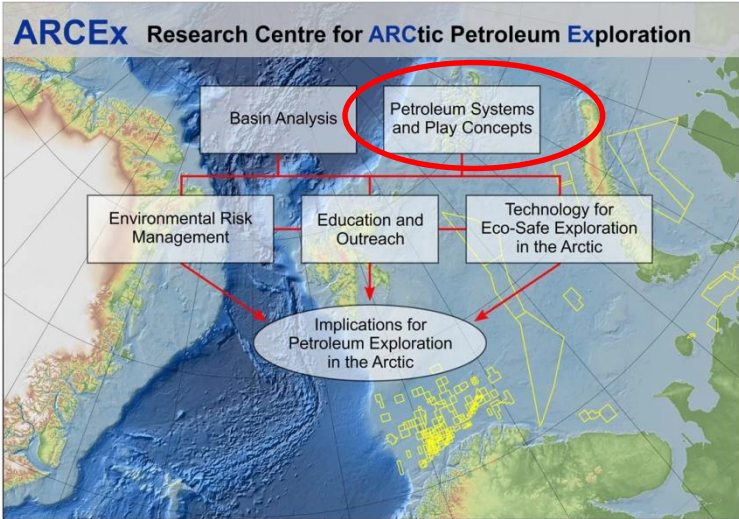 ARCEx Research Centre for ARCtic Petroleum Exploration
Basin Analysis
Petroleum Systems
and Play Concepts
Environmental Risk
Management
Education and
Outreach
Technology for
Eco-Safe Exploration
in the Arctic
Implications for
Petroleum Exploration
in the Arctic